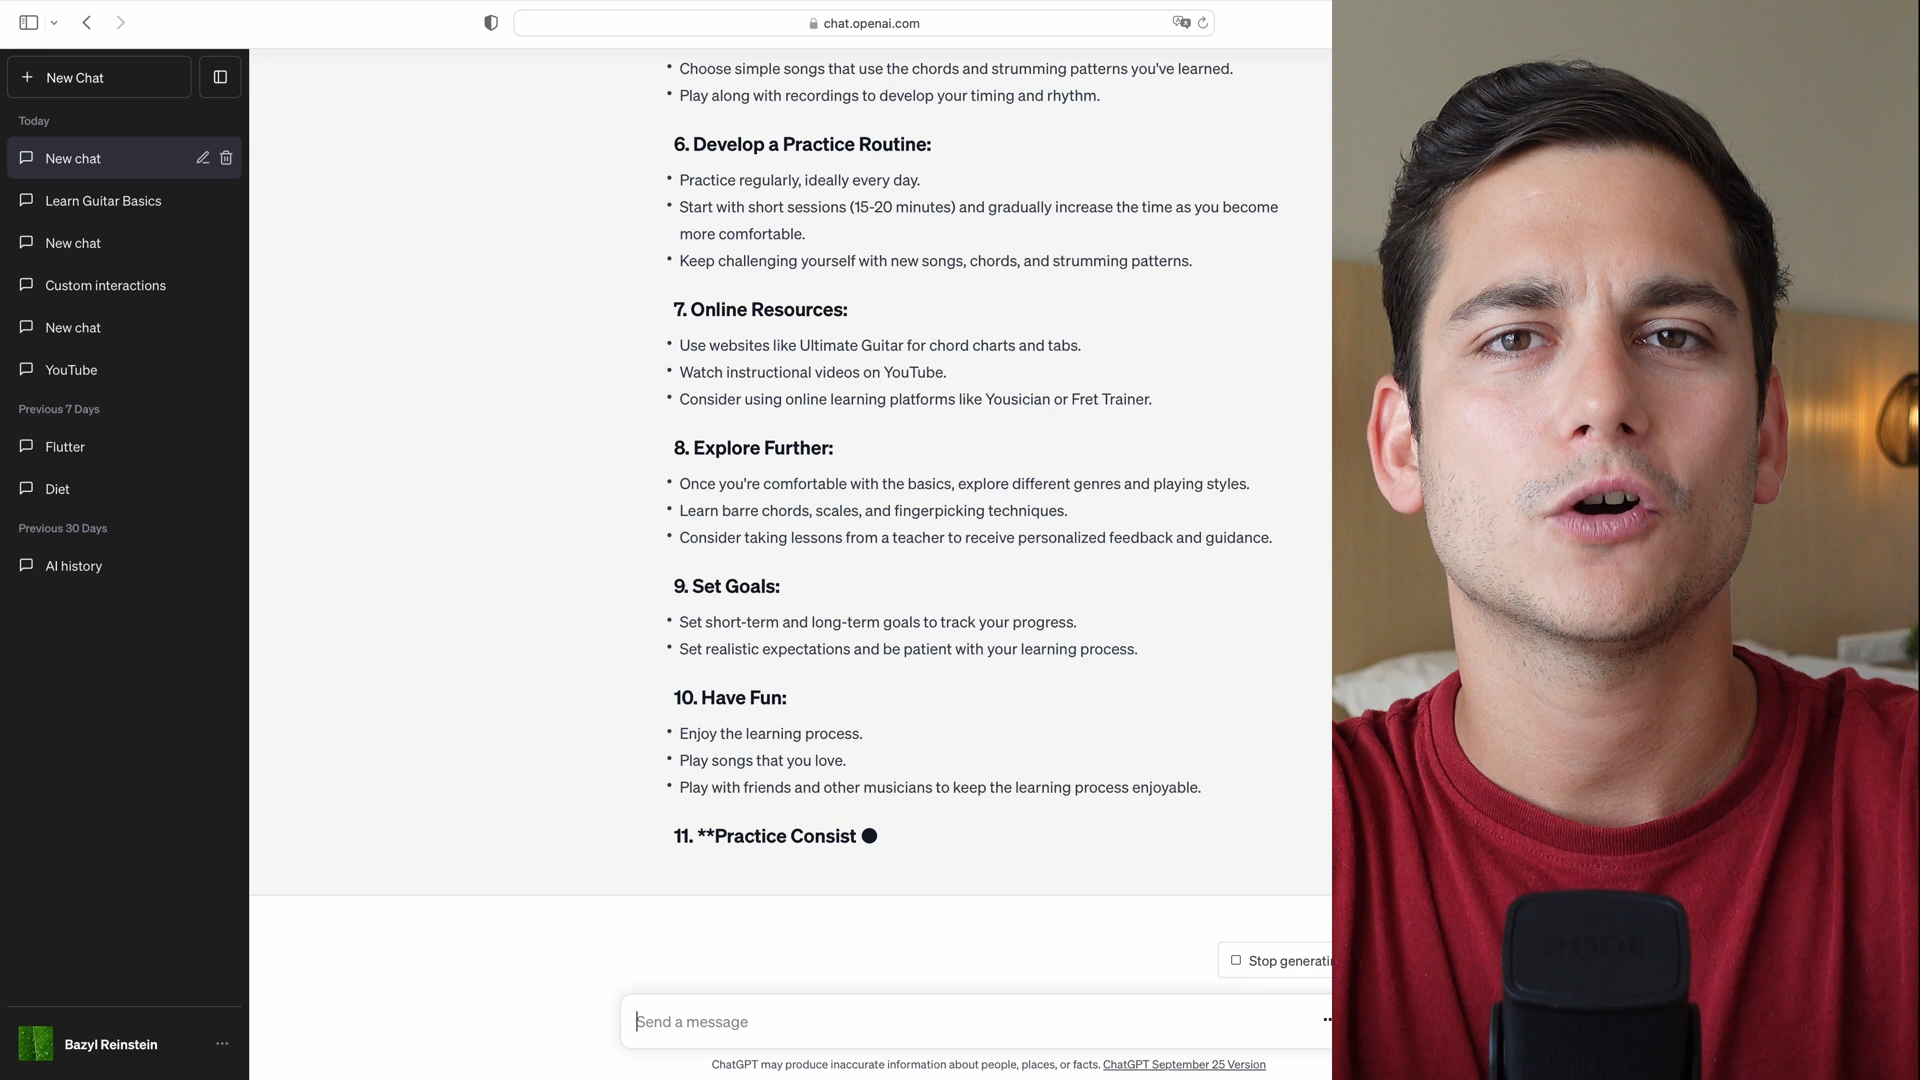 chat.openai.com
New Chat
Today
New chat
Learn Guitar Basics
New chat
Custom interactions
New chat
YouTube
Previous 7 Days
Flutter
Diet
Previous 30 Days
AI history
Bazyl Reinstein
• Choose simple songs that use the chords and strumming patterns you've learned.
• Play along with recordings to develop your timing and rhythm.
6. Develop a Practice Routine:
• Practice regularly, ideally every day.
• Start with short sessions (15-20 minutes) and gradually increase the time as you become
more comfortable.
• Keep challenging yourself with new songs, chords, and strumming patterns.
7. Online Resources:
• Use websites like Ultimate Guitar for chord charts and tabs.
• Watch instructional videos on YouTube.
• Consider using online learning platforms like Yousician or Fret Trainer.
8. Explore Further:
• Once you're comfortable with the basics, explore different genres and playing styles.
• Learn barre chords, scales, and fingerpicking techniques.
• Consider taking lessons from a teacher to receive personalized feedback and guidance.
9. Set Goals:
• Set short-term and long-term goals to track your progress.
• Set realistic expectations and be patient with your learning process.
10. Have Fun:
• Enjoy the learning process.
• Play songs that you love.
• Play with friends and other musicians to keep the learning process enjoyable.
11. **Practice Consist
Stop generatin
Send a message
ChatGPT may produce inaccurate information about people, places, or facts. ChatGPT September 25 Version
RØDE